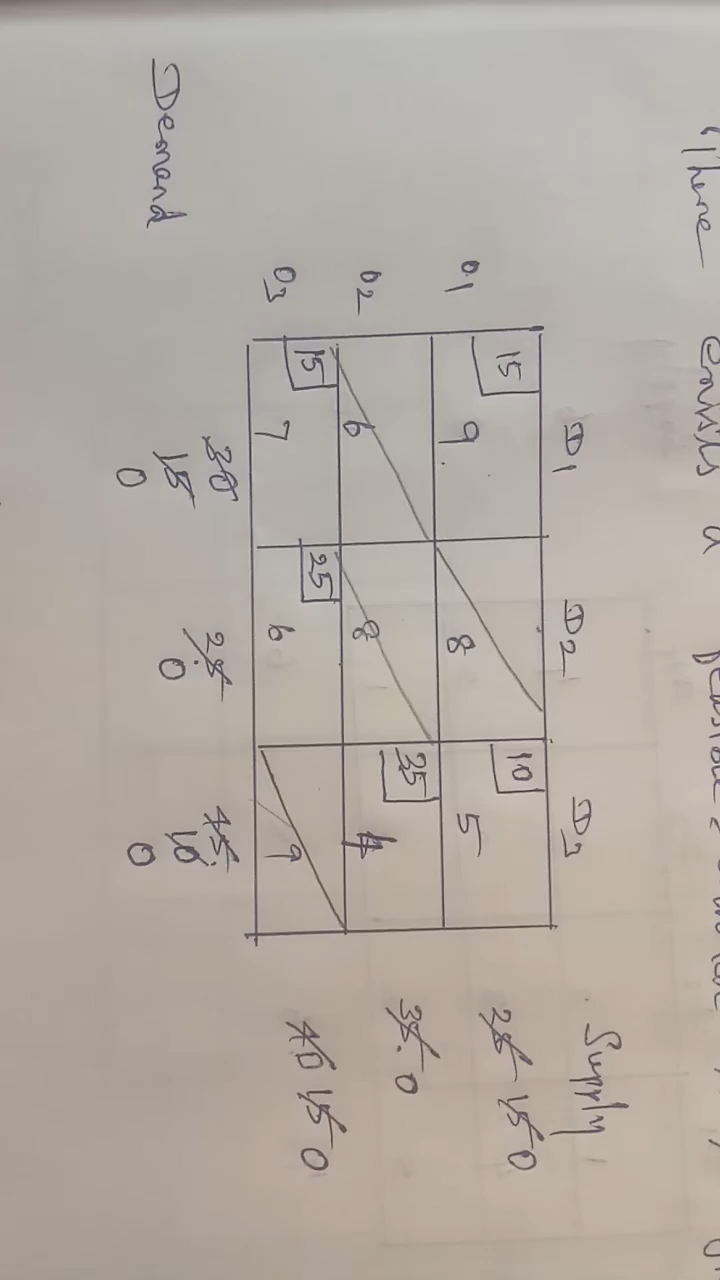 There exists a feasible
D1 D2 D3 Supply
O1 15 9 8 10 5 25 15 0
O2 6 8 35 4 35 0
O3 15 7 25 6 9 40 15 0
Demand 30 25 45
15 0 10
0 0